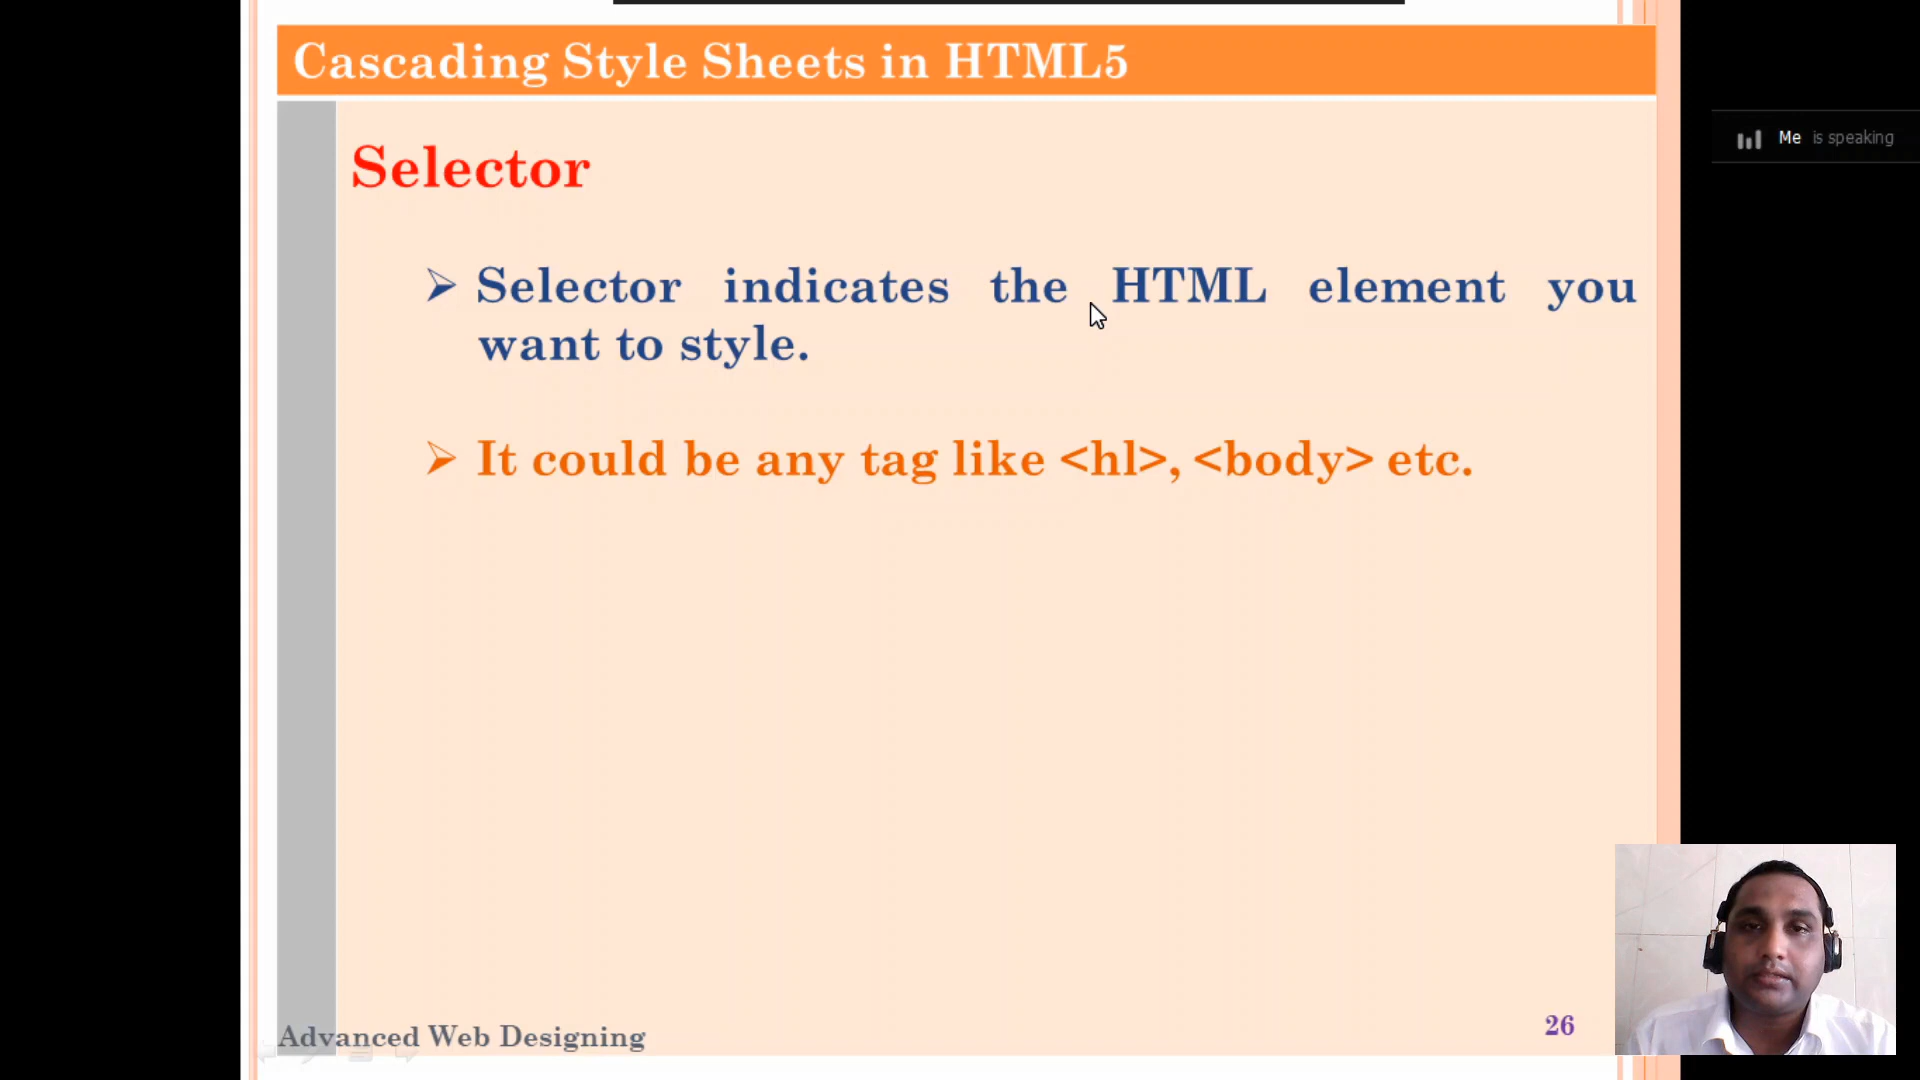 Cascading Style Sheets in HTML5
Me is speaking
Selector
Selector indicates the HTML element you
want to style.
It could be any tag like <hl>, <body> etc.
Advanced Web Designing
26